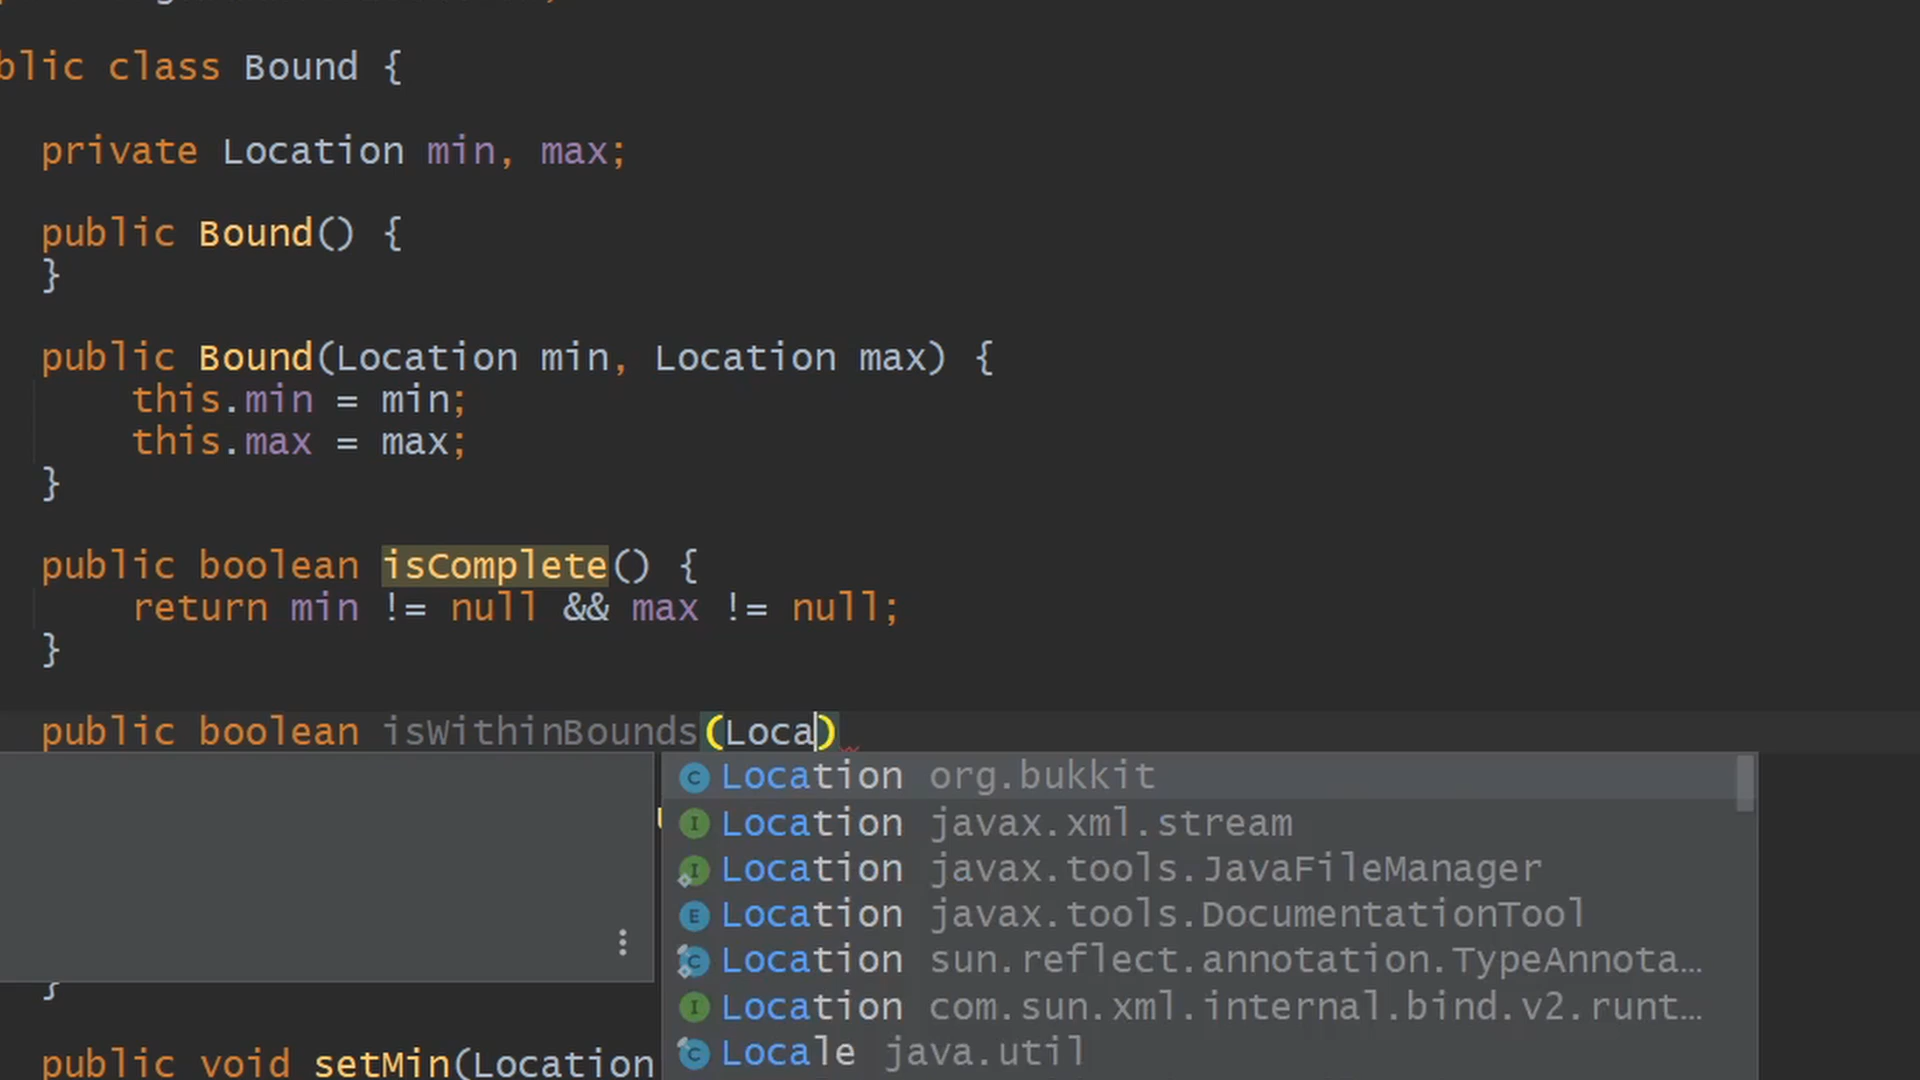 blic class Bound {
private Location min, max;
public Bound() {
}
public Bound(Location min, Location max) {
this.min = min;
this.max = max;
}
public boolean isComplete() {
return min != null && max != null;
}
public boolean isWithinBounds(Loca)
Location org.bukkit
Location javax.xml.stream
Location javax.tools.JavaFileManager
Location javax.tools.DocumentationTool
Location sun.reflect.annotation.TypeAnnota…
}
Location com.sun.xml.internal.bind.v2.runt…
Locale java.util
public void setMin(Location